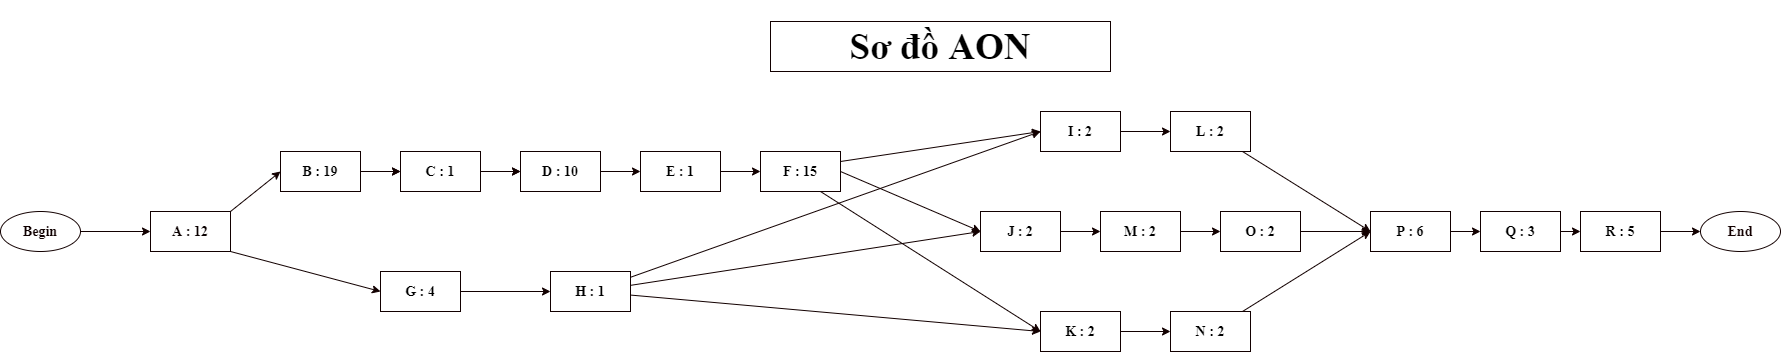 Sơ đồ AON
I : 2
L : 2
B : 19
C : 1
D : 10
E : 1
F : 15
Begin
A : 12
J : 2
M : 2
O : 2
P : 6
Q : 3
R : 5
End
G : 4
H : 1
K : 2
N : 2